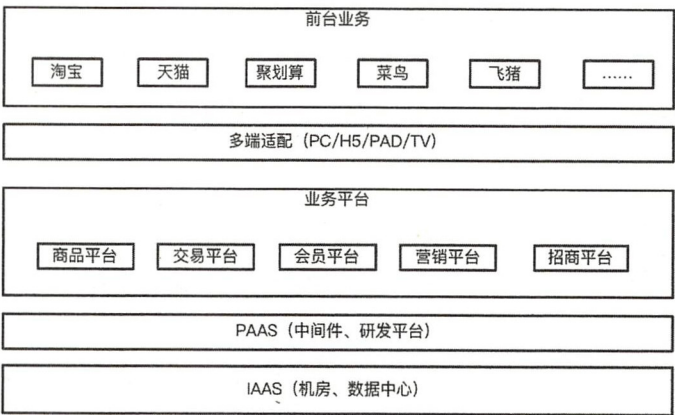 前台业务
淘宝 天猫 聚划算 菜鸟 飞猪 ……
多端适配（PC/H5/PAD/TV）
业务平台
商品平台 交易平台 会员平台 营销平台 招商平台
PAAS（中间件、研发平台）
IAAS（机房、数据中心）